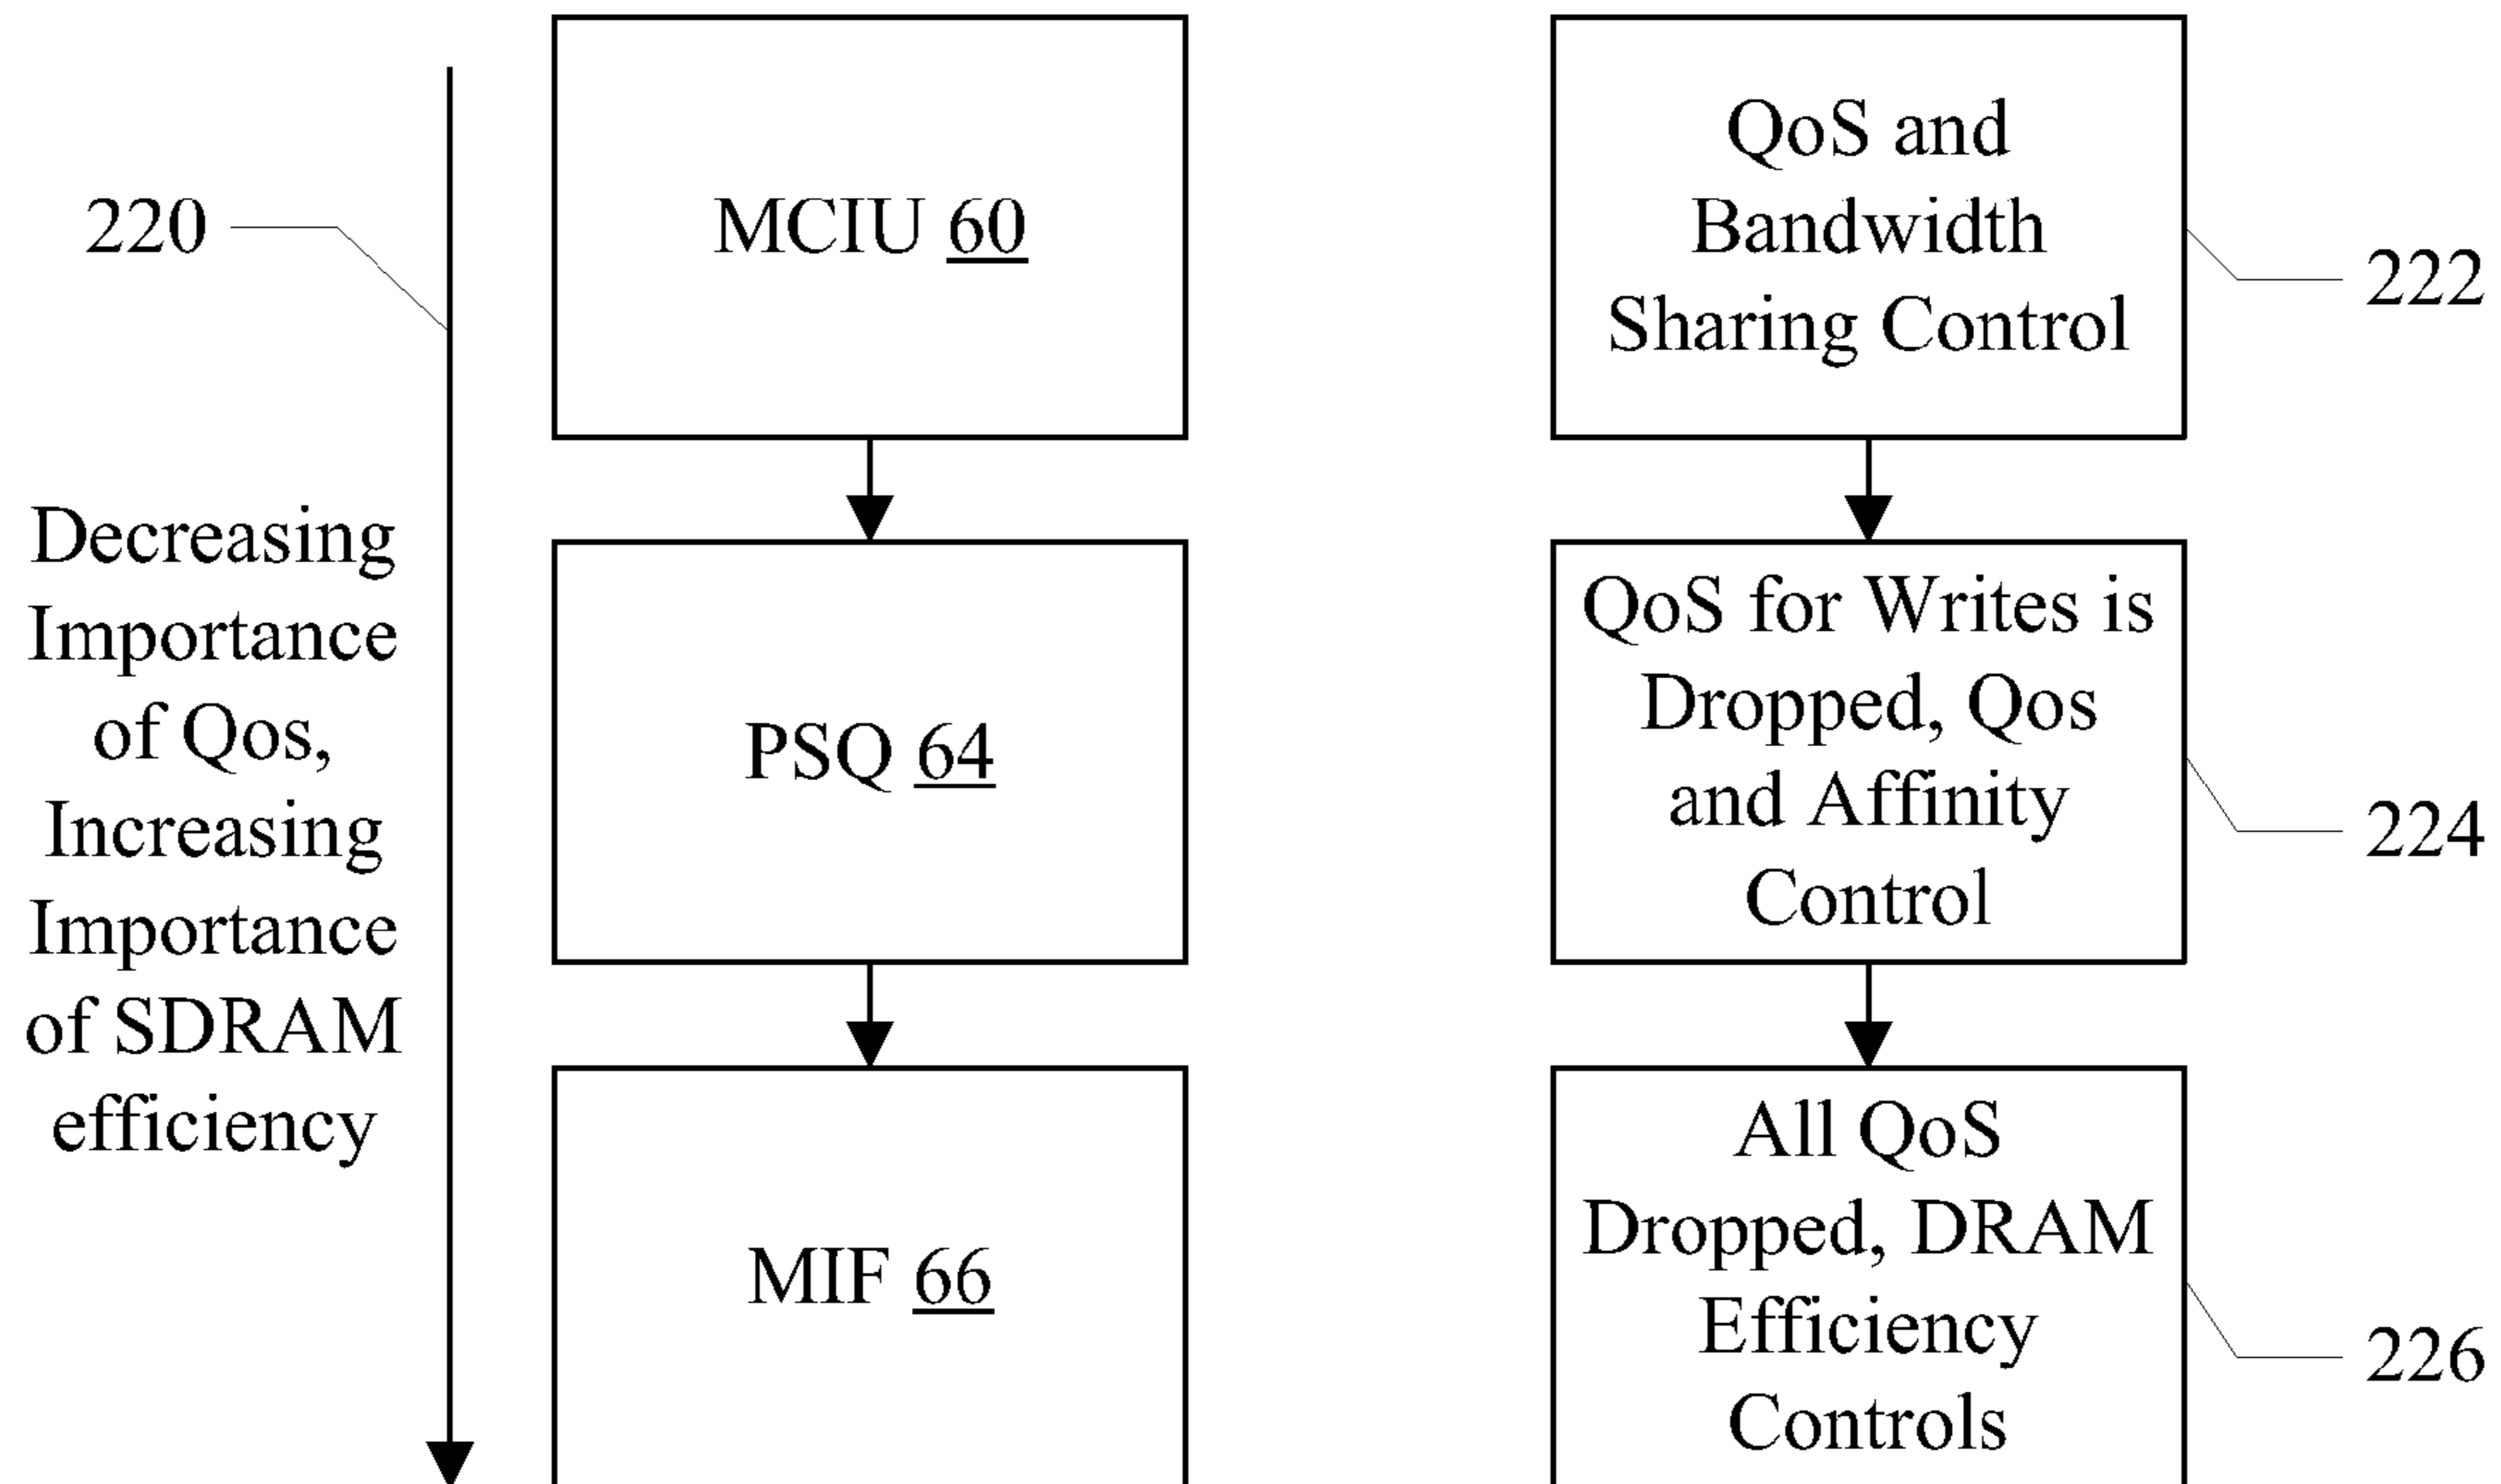 220
Decreasing
Importance
of Qos,
Increasing
Importance
of SDRAM
efficiency
MCIU 60
PSQ 64
MIF 66
QoS and
Bandwidth
Sharing Control
222
QoS for Writes is
Dropped, Qos
and Affinity
Control
224
All QoS
Dropped, DRAM
Efficiency
Controls
226